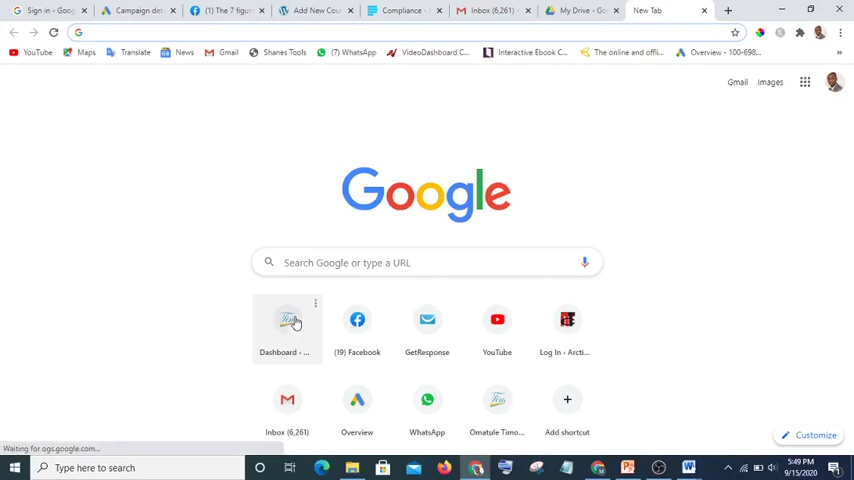 Sign in - Goog
Campaign det
(1) The 7 figur
Add New Cou
Compliance -
Inbox (6,261)
My Drive - Goo
New Tab
YouTube
Maps
Translate
News
Gmail
Shanies Tools
(7) WhatsApp
VideoDashboard C...
Interactive Ebook C...
The online and offli...
Overview - 100-698...
Gmail
Images
Google
Search Google or type a URL
Dashboard ‹ ...
(19) Facebook
GetResponse
YouTube
Log In ‹ Arcti...
Inbox (6,261)
Overview
WhatsApp
Omatule Timo...
Add shortcut
Customize
Waiting for ogs.google.com...
Type here to search
5:49 PM
9/15/2020